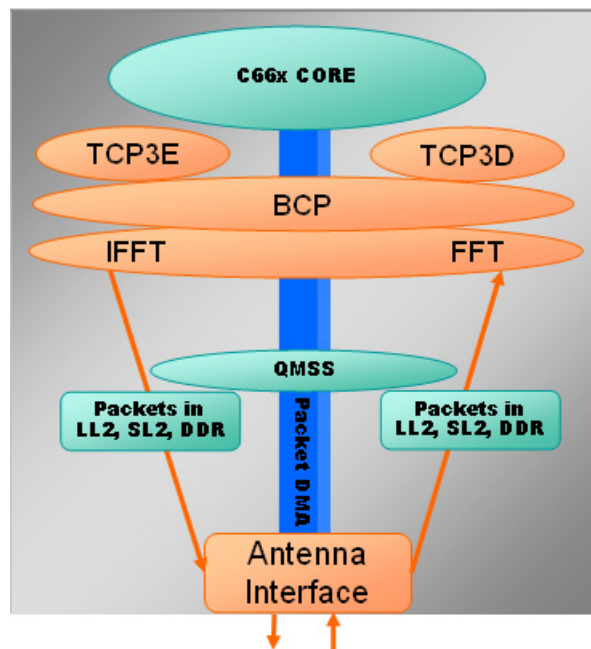 C66x CORE
TCP3E
TCP3D
BCP
IFFT
FFT
QMSS
Packets in
LL2, SL2, DDR
Packets in
LL2, SL2, DDR
Packet DMA
Antenna
Interface